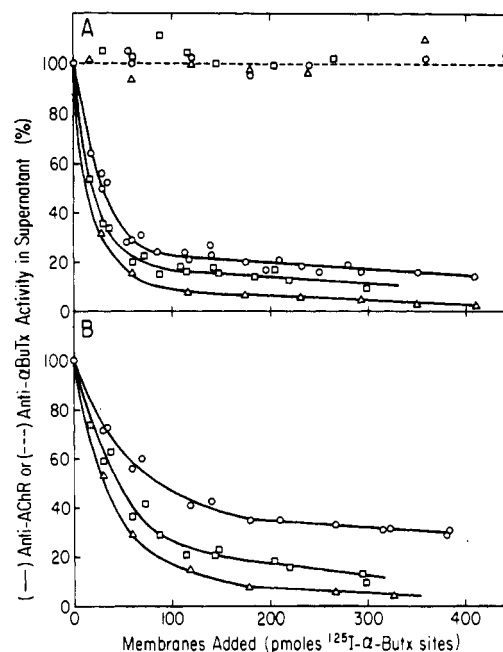 A
100
80
60
40
20
0
B
100
80
60
40
20
0
0 100 200 300 400
(—) Anti-AChR or (---) Anti-αBuTx Activity in Supernatant (%)
Membranes Added (pmoles ¹²⁵I-α-Butx sites)